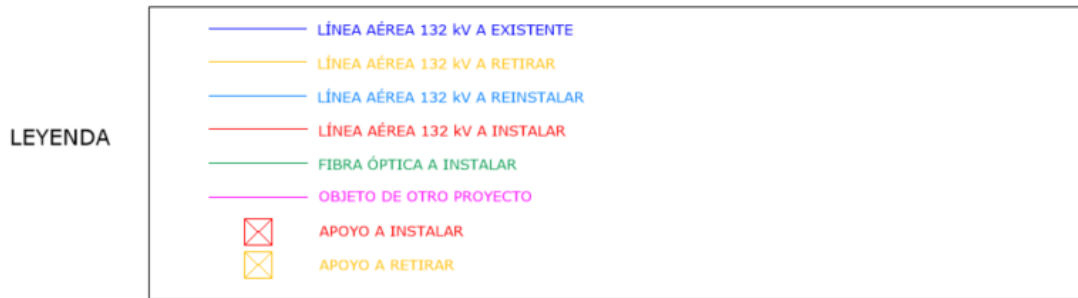 LEYENDA
LÍNEA AÉREA 132 kV A EXISTENTE
LÍNEA AÉREA 132 kV A RETIRAR
LÍNEA AÉREA 132 kV A REINSTALAR
LÍNEA AÉREA 132 kV A INSTALAR
FIBRA ÓPTICA A INSTALAR
OBJETO DE OTRO PROYECTO
APOYO A INSTALAR
APOYO A RETIRAR